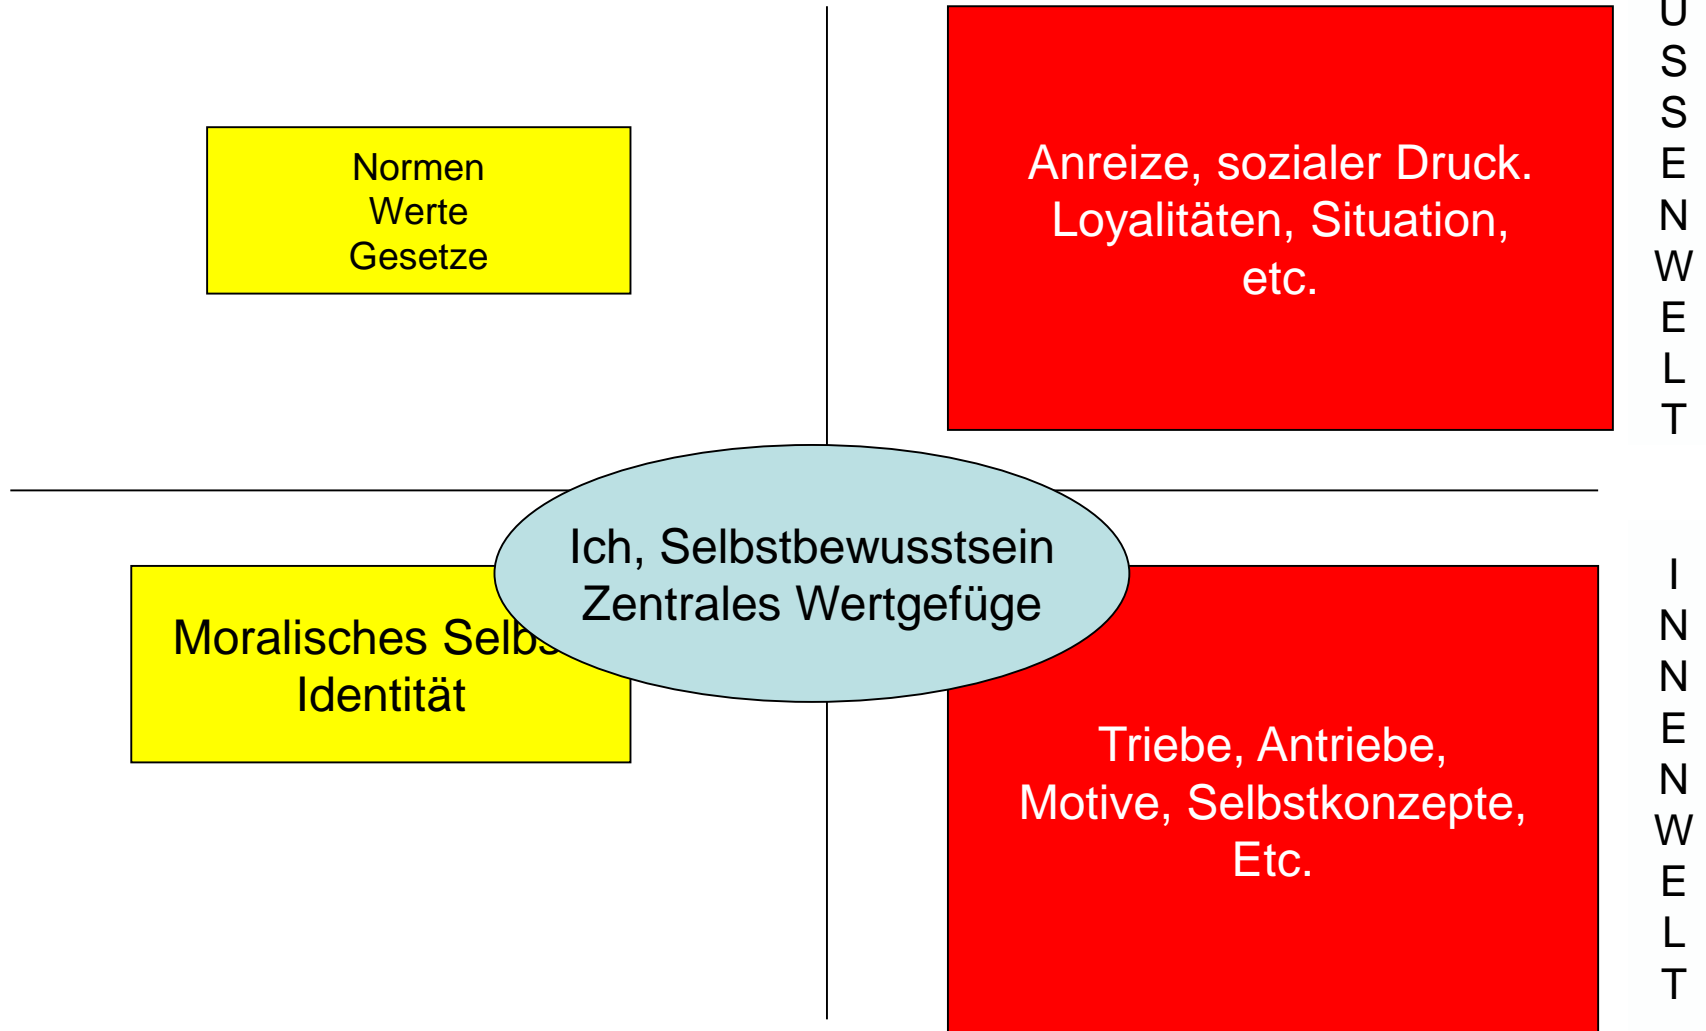 Normen
Werte
Gesetze
Anreize, sozialer Druck.
Loyalitäten, Situation,
etc.
U
S
S
E
N
W
E
L
T
Ich, Selbstbewusstsein
Zentrales Wertgefüge
Moralisches Selbs
Identität
Triebe, Antriebe,
Motive, Selbstkonzepte,
Etc.
I
N
N
E
N
W
E
L
T